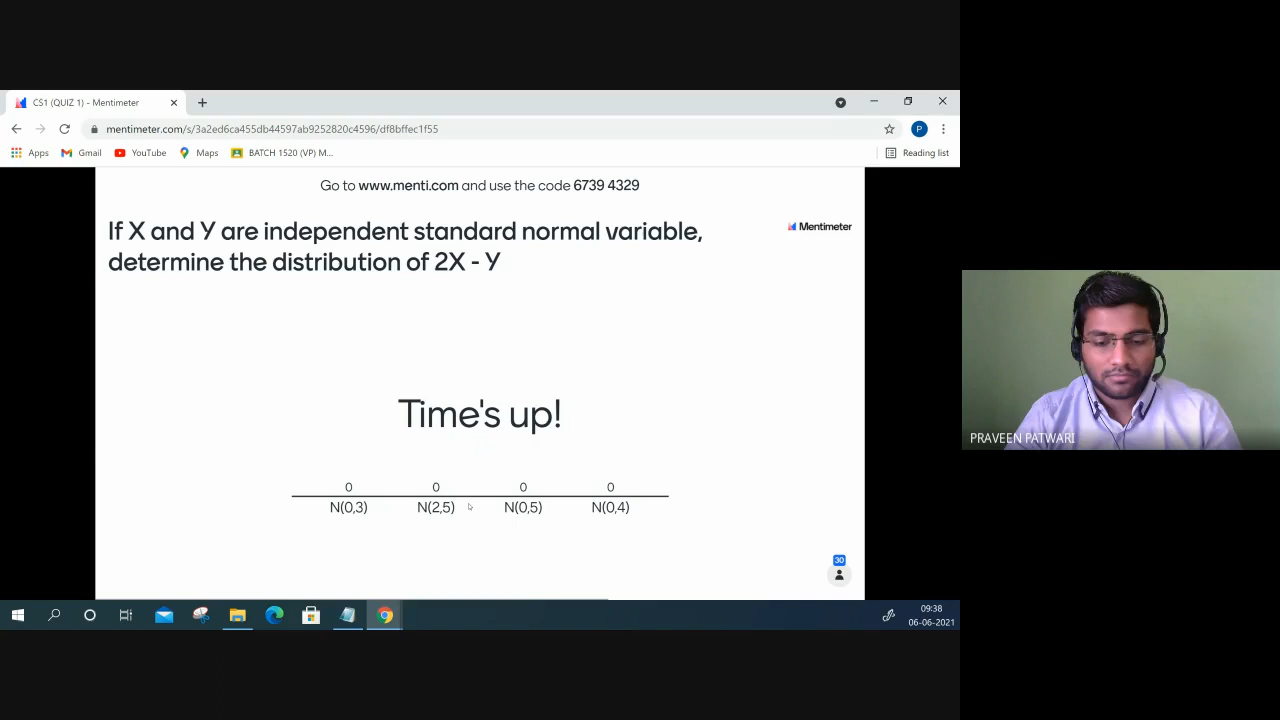 CS1 (QUIZ 1) - Mentimeter
mentimeter.com/s/3a2ed6ca455db44597ab9252820c4596/df8bffec1f55
Apps
Gmail
YouTube
Maps
BATCH 1520 (VP) M...
Reading list
Go to www.menti.com and use the code 6739 4329
If X and Y are independent standard normal variable,
determine the distribution of 2X - Y
Mentimeter
Time's up!
0 0 0 0
N(0,3) N(2,5) N(0,5) N(0,4)
30
PRAVEEN PATWARI
P
09:38
06-06-2021